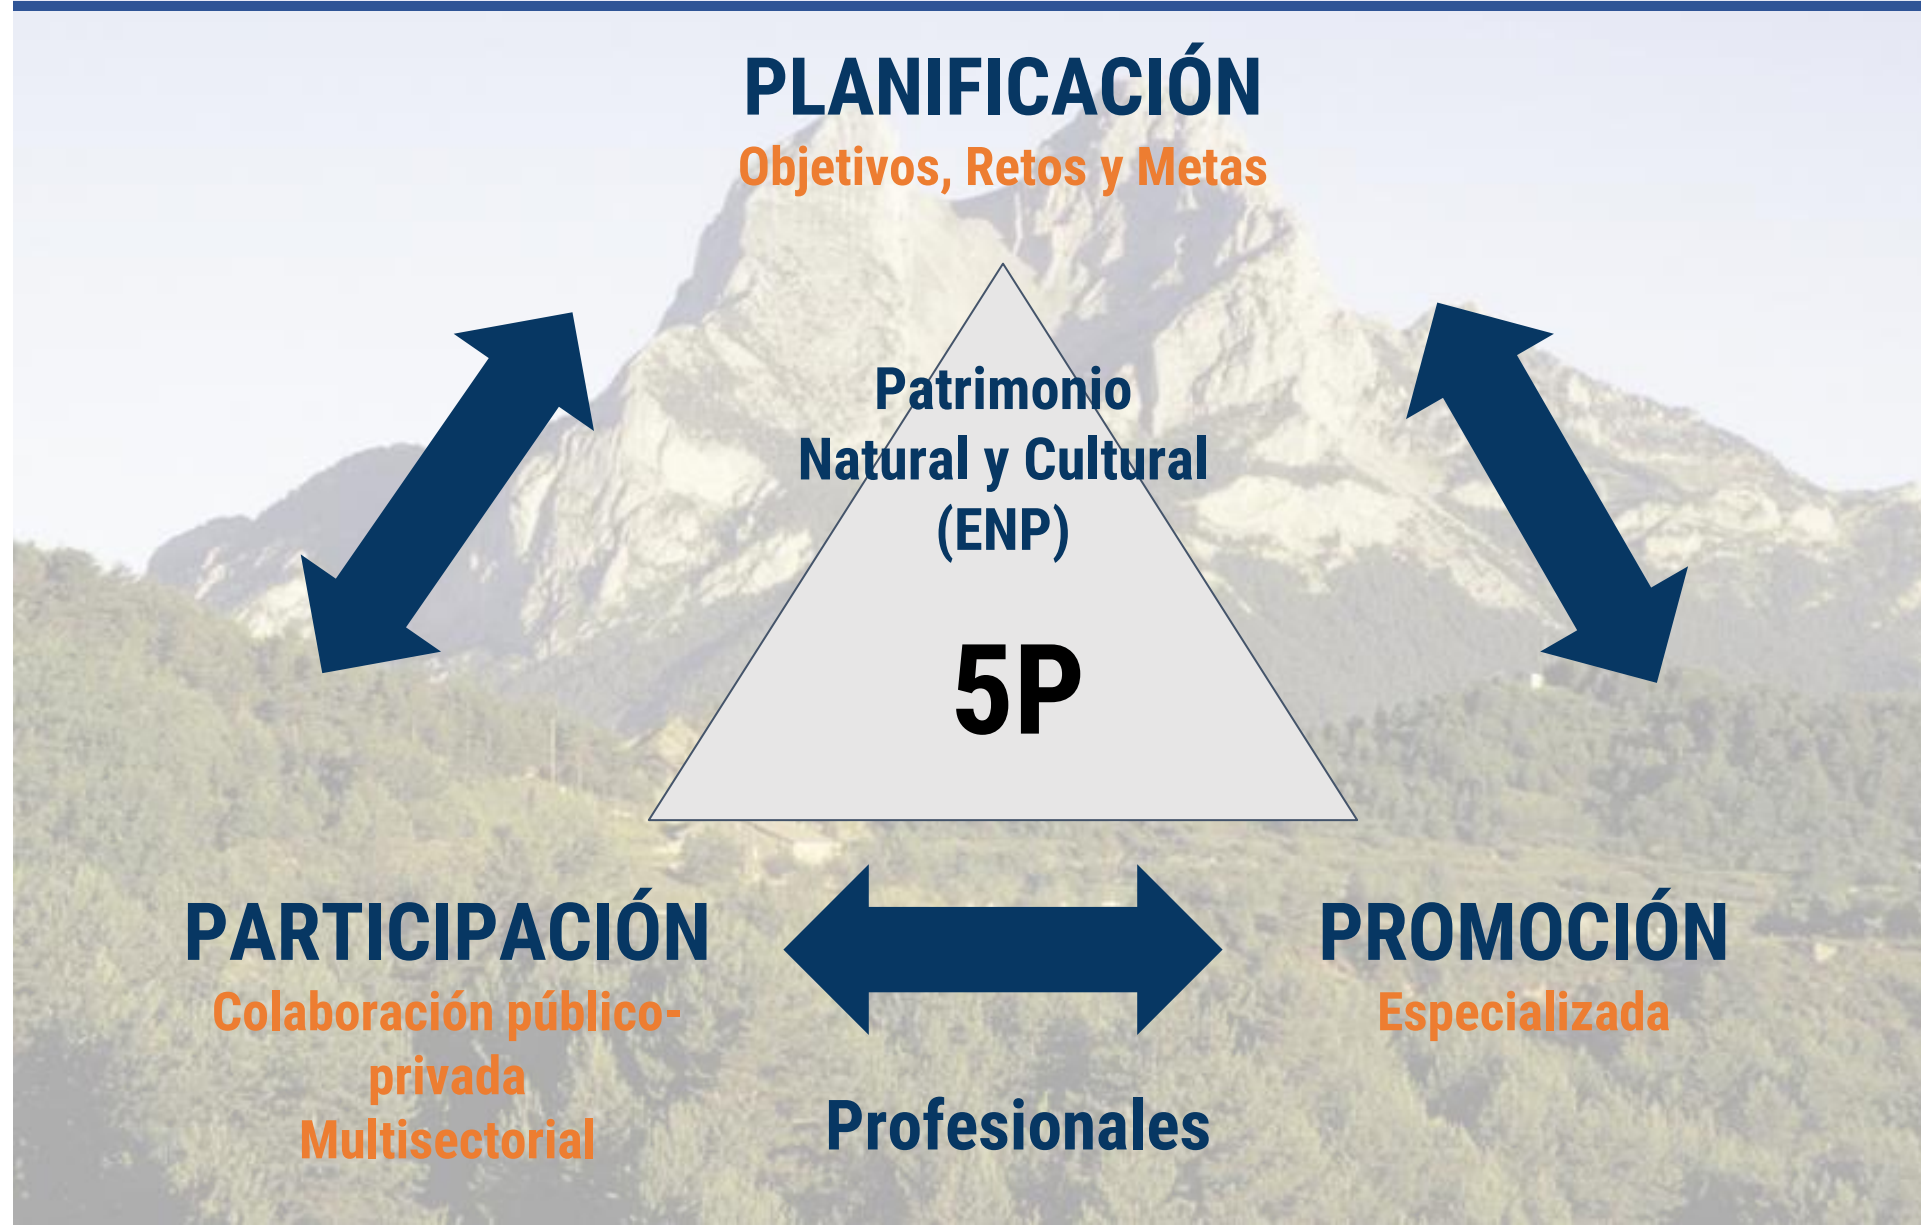 PLANIFICACIÓN
Objetivos, Retos y Metas
Patrimonio
Natural y Cultural
(ENP)
5P
PARTICIPACIÓN
Colaboración público-
privada
Multisectorial
PROMOCIÓN
Especializada
Profesionales